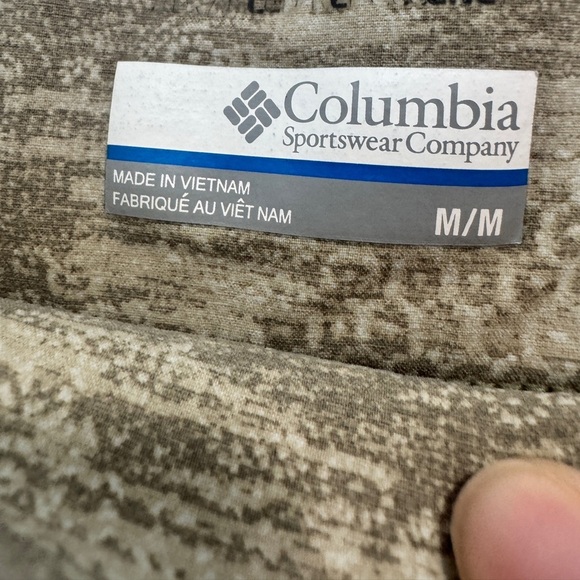 Columbia
Sportswear Company
MADE IN VIETNAM
FABRIQUÉ AU VIÊT NAM
M/M